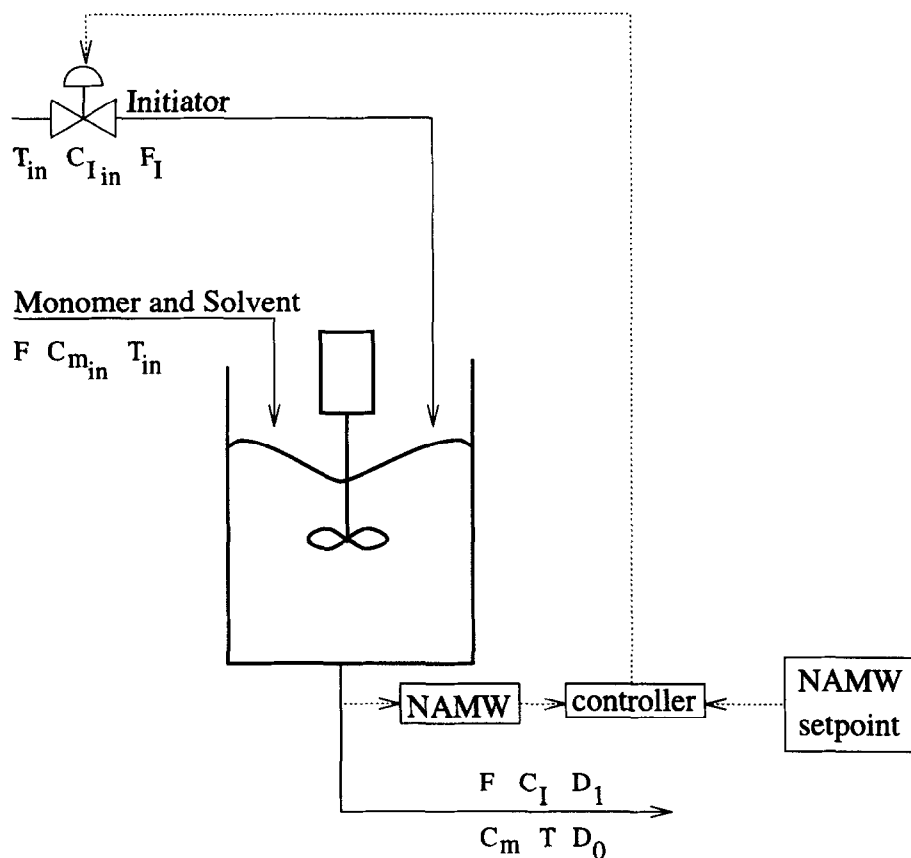 Initiator
T_in C_I_in F_I
Monomer and Solvent
F C_m_in T_in
NAMW
controller
NAMW
setpoint
F C_I D_1
C_m T D_0